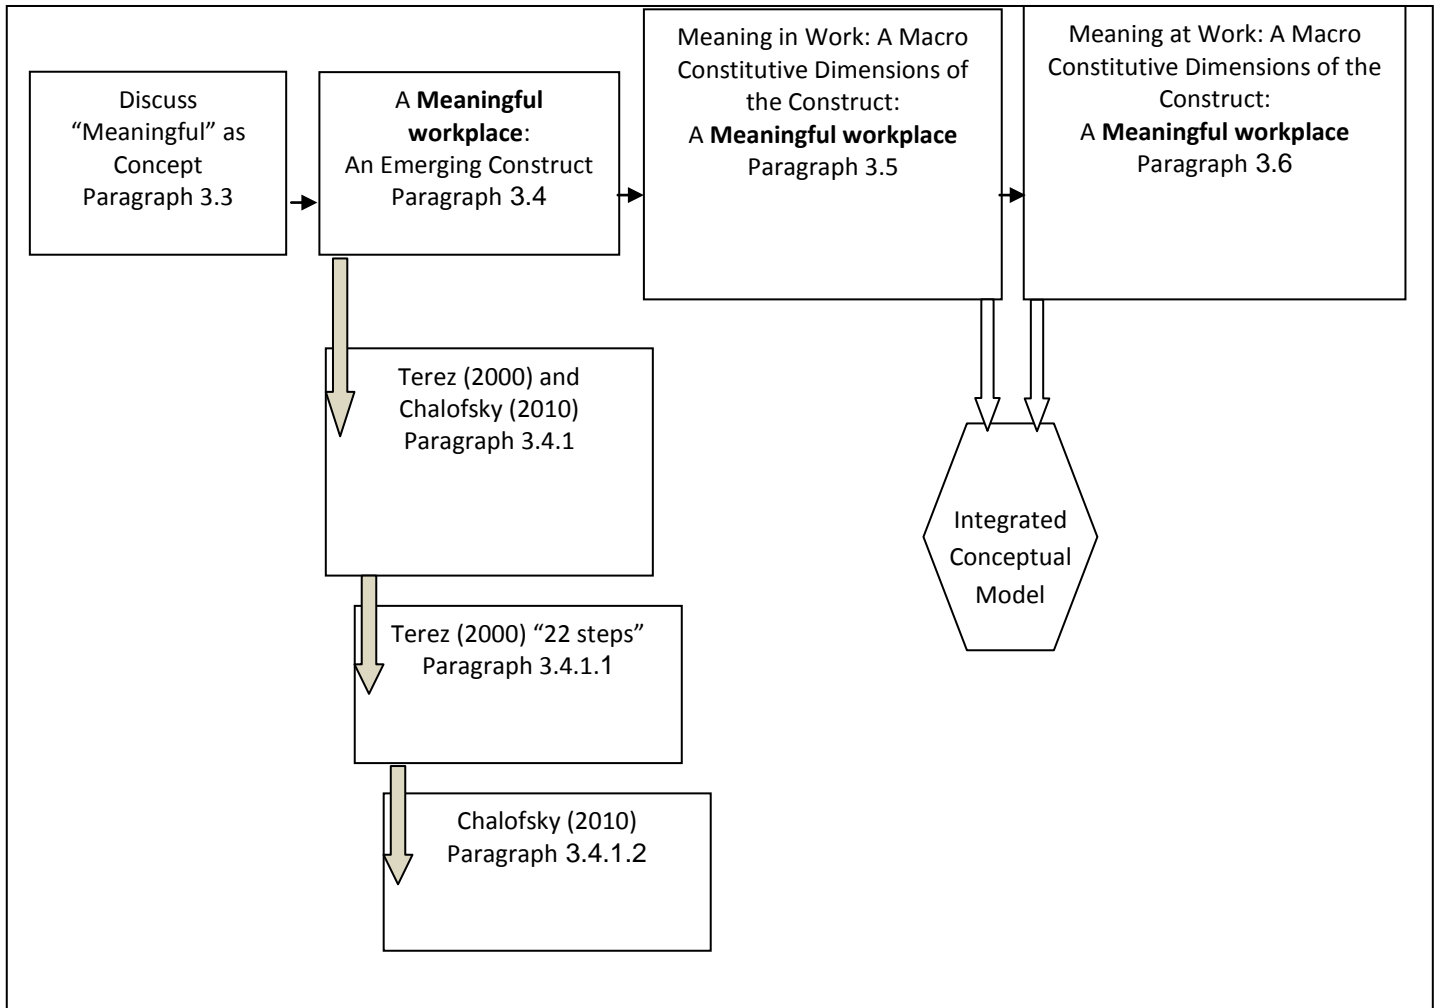 Discuss
“Meaningful” as
Concept
Paragraph 3.3
A Meaningful
workplace:
An Emerging Construct
Paragraph 3.4
Meaning in Work: A Macro
Constitutive Dimensions of
the Construct:
A Meaningful workplace
Paragraph 3.5
Meaning at Work: A Macro
Constitutive Dimensions of the
Construct:
A Meaningful workplace
Paragraph 3.6
Terez (2000) and
Chalofsky (2010)
Paragraph 3.4.1
Terez (2000) “22 steps”
Paragraph 3.4.1.1
Chalofsky (2010)
Paragraph 3.4.1.2
Integrated
Conceptual
Model